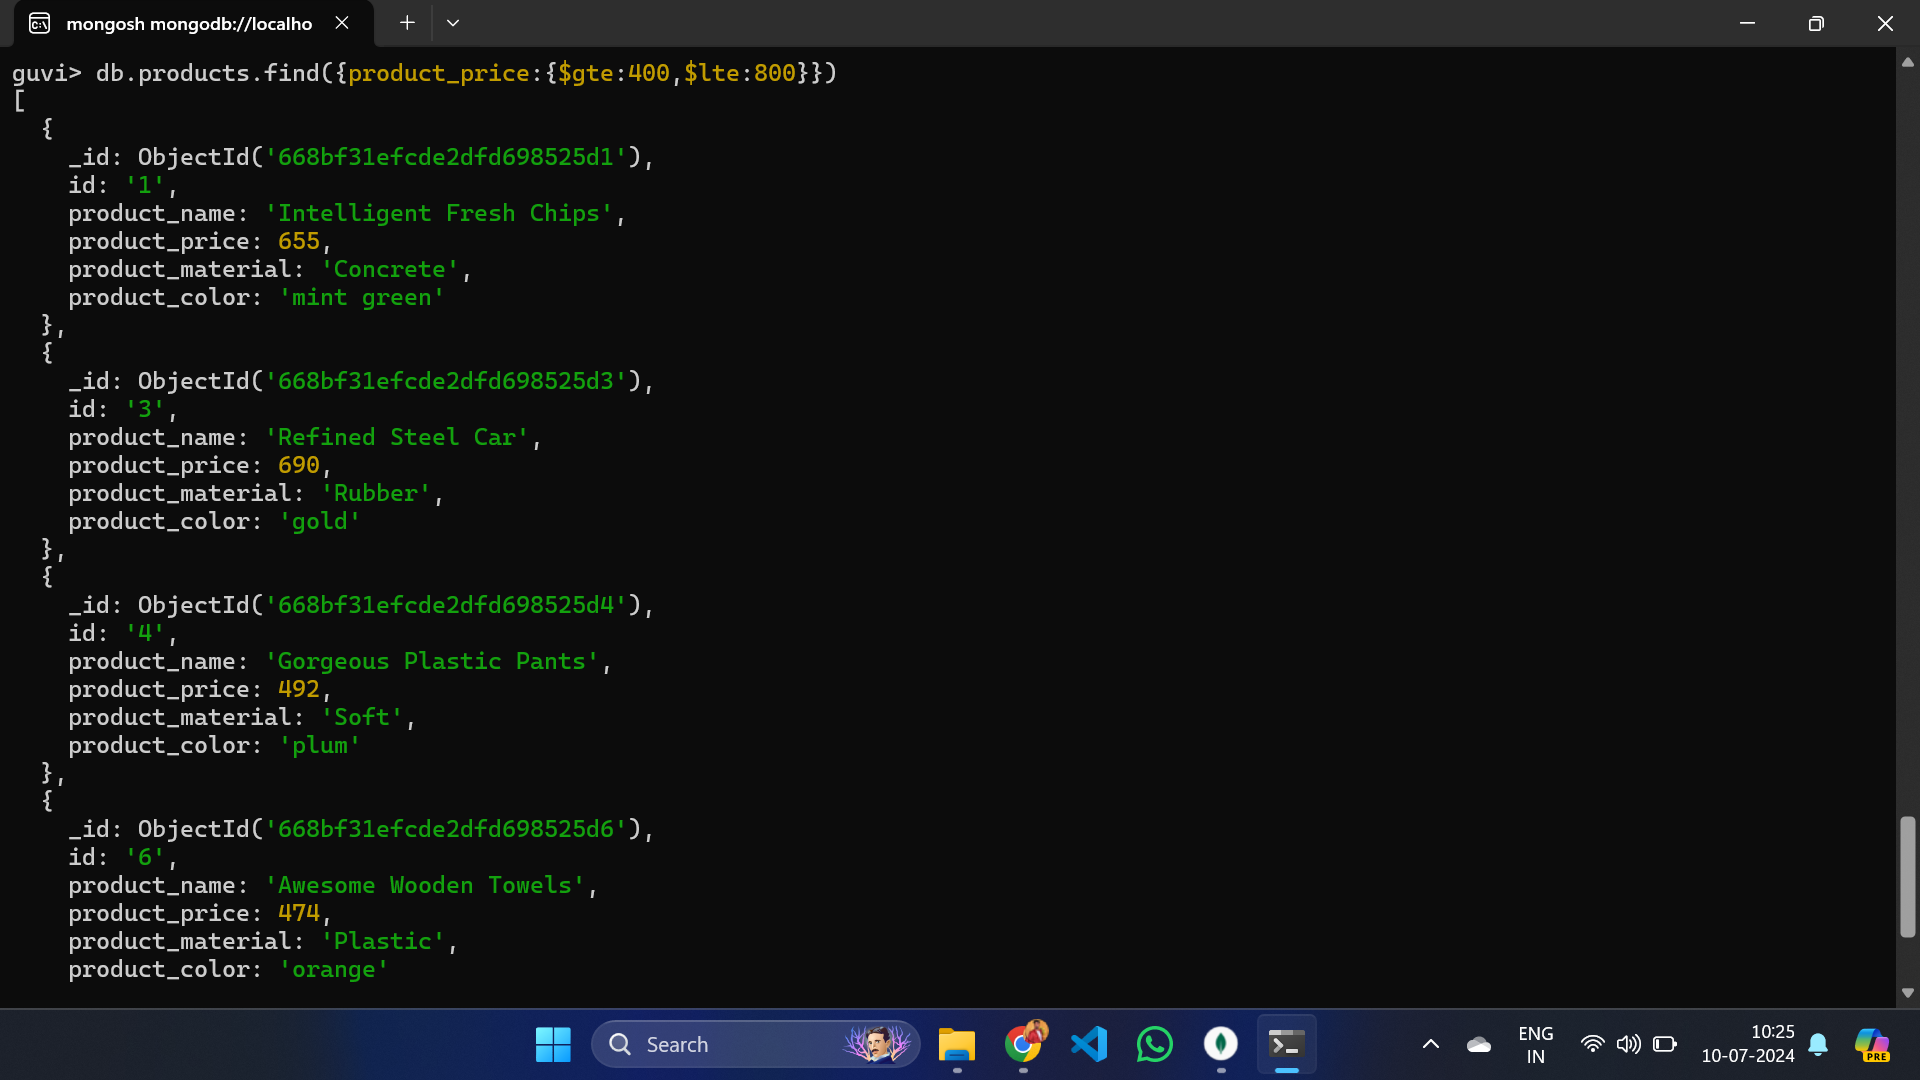 mongosh mongodb://localho
guvi> db.products.find({product_price:{$gte:400,$lte:800}})
[
  {
    _id: ObjectId('668bf31efcde2dfd698525d1'),
    id: '1',
    product_name: 'Intelligent Fresh Chips',
    product_price: 655,
    product_material: 'Concrete',
    product_color: 'mint green'
  },
  {
    _id: ObjectId('668bf31efcde2dfd698525d3'),
    id: '3',
    product_name: 'Refined Steel Car',
    product_price: 690,
    product_material: 'Rubber',
    product_color: 'gold'
  },
  {
    _id: ObjectId('668bf31efcde2dfd698525d4'),
    id: '4',
    product_name: 'Gorgeous Plastic Pants',
    product_price: 492,
    product_material: 'Soft',
    product_color: 'plum'
  },
  {
    _id: ObjectId('668bf31efcde2dfd698525d6'),
    id: '6',
    product_name: 'Awesome Wooden Towels',
    product_price: 474,
    product_material: 'Plastic',
    product_color: 'orange'
Search
ENG
IN
10:25
10-07-2024
PRE